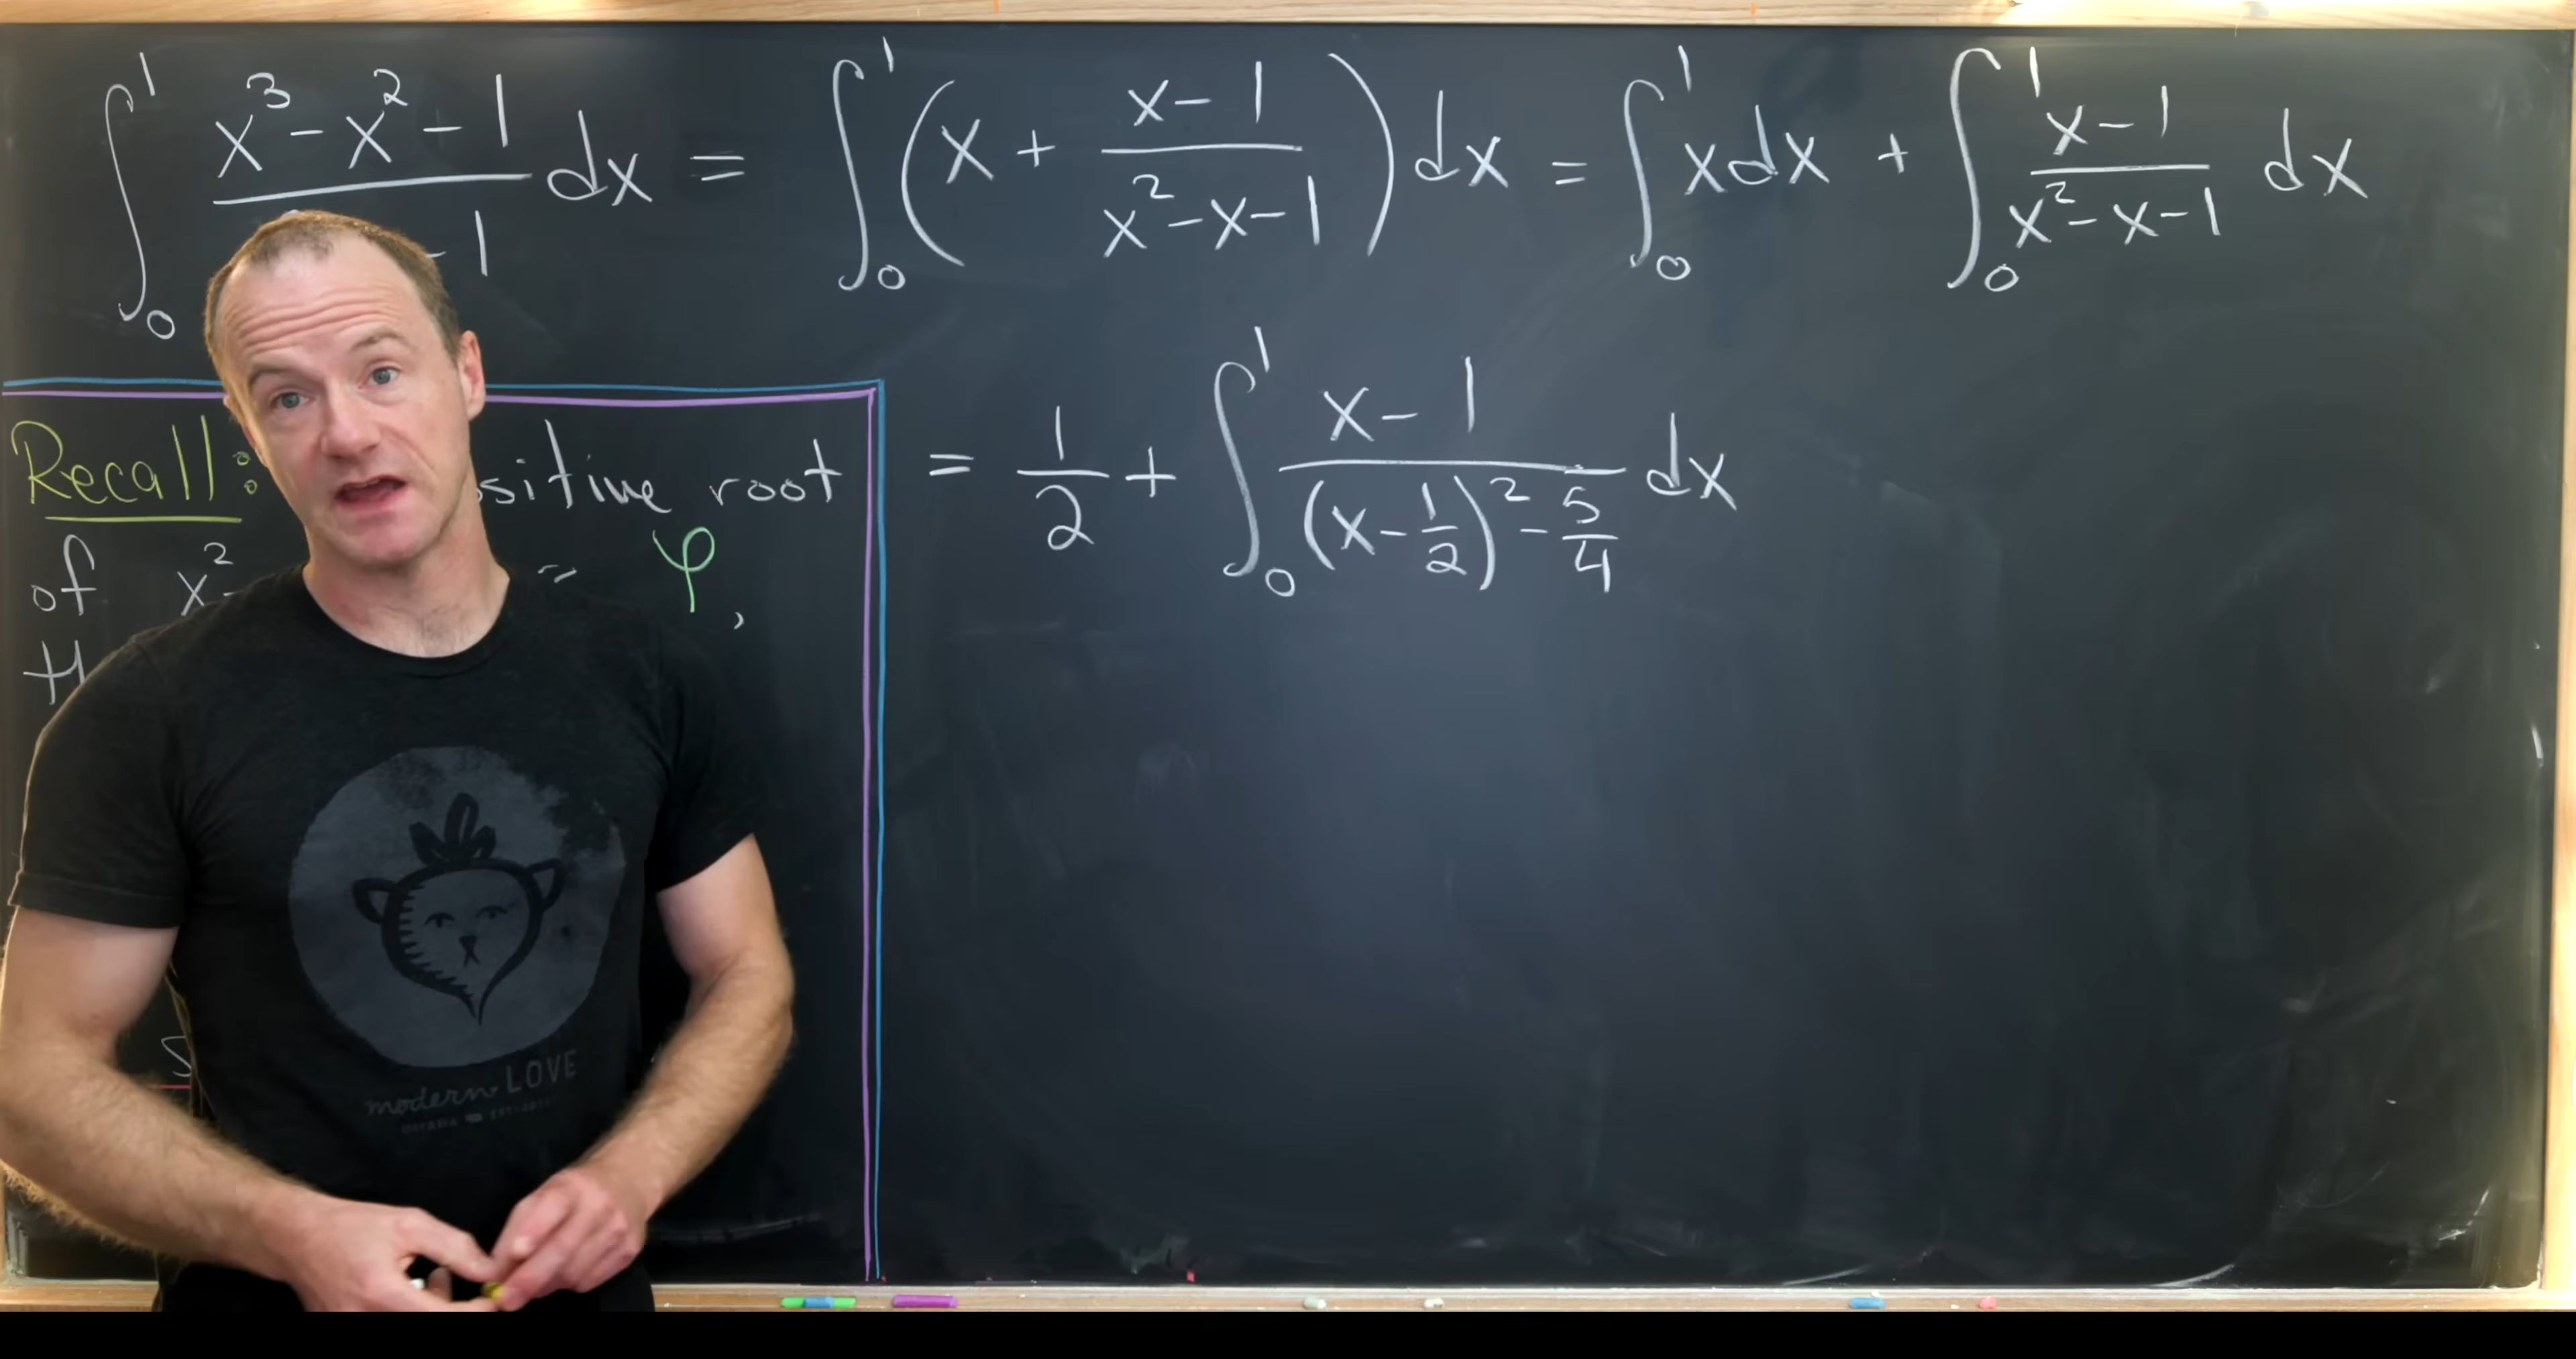 ∫₀¹ x³ - x² - 1 / - 1 dx = ∫₀¹ (x + x - 1 / x² - x - 1) dx = ∫₀¹ x dx + ∫₀¹ x - 1 / x² - x - 1 dx
= 1/2 + ∫₀¹ x - 1 / (x - 1/2)² - 5/4 dx
Recall: root
of x² - φ,
modern LOVE